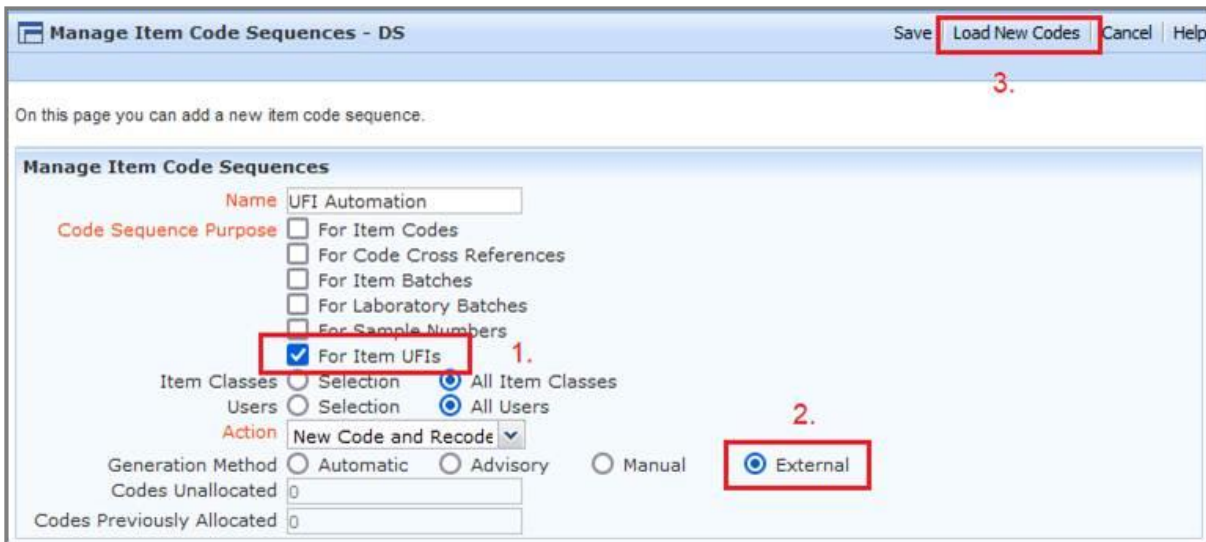 Manage Item Code Sequences - DS Save Load New Codes Cancel Help
3.
On this page you can add a new item code sequence.
Manage Item Code Sequences
Name UFI Automation
Code Sequence Purpose For Item Codes
For Code Cross References
For Item Batches
For Laboratory Batches
For Sample Numbers
For Item UFIs 1.
Item Classes Selection All Item Classes
Users Selection All Users
2.
Action New Code and Recode
Generation Method Automatic Advisory Manual External
Codes Unallocated 0
Codes Previously Allocated 0